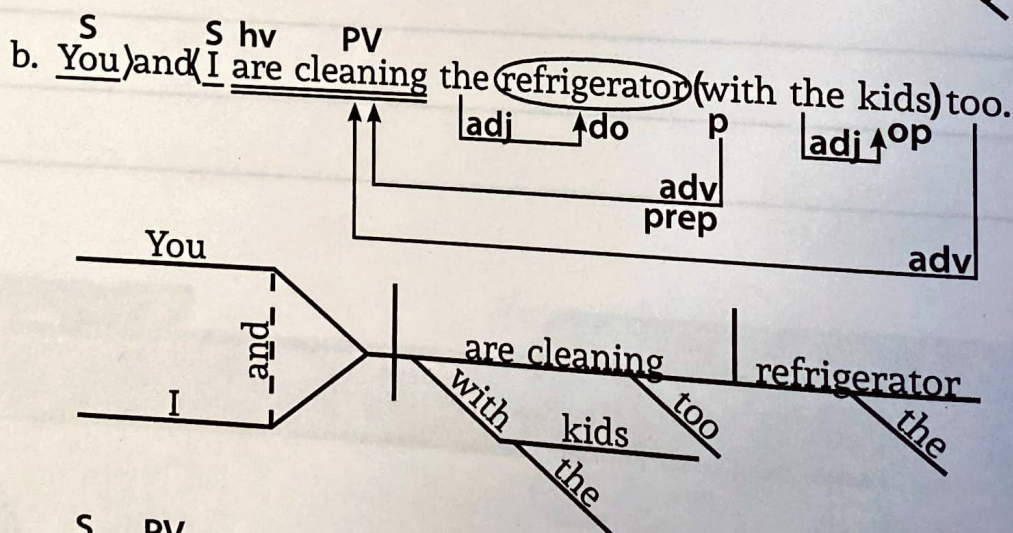 S S hv PV
b. You)and(I are cleaning the refrigerator(with the kids)too.
adj do p adj op
adv
prep
adv
You
and
I
are cleaning
refrigerator
with
kids
the
too
the
S PV